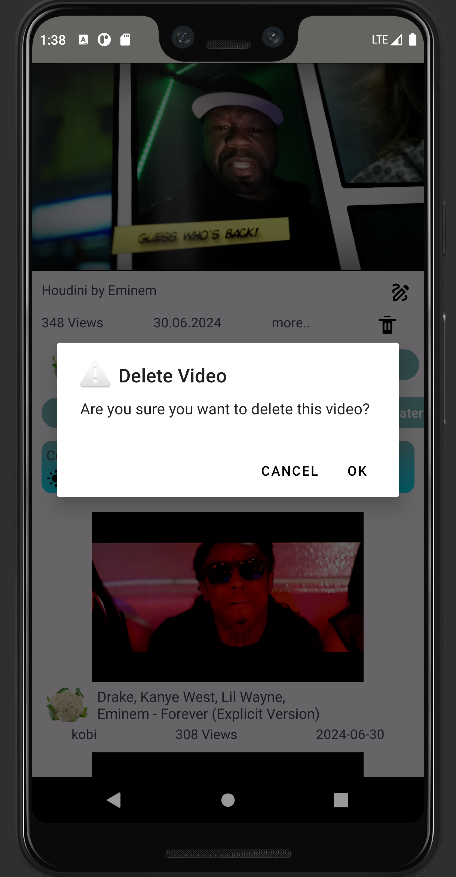 1:38
LTE
GUESS WHO'S BACK!
Houdini by Eminem
348 Views 30.06.2024 more..
Delete Video
Are you sure you want to delete this video?
CANCEL OK
Drake, Kanye West, Lil Wayne,
Eminem - Forever (Explicit Version)
kobi 308 Views 2024-06-30